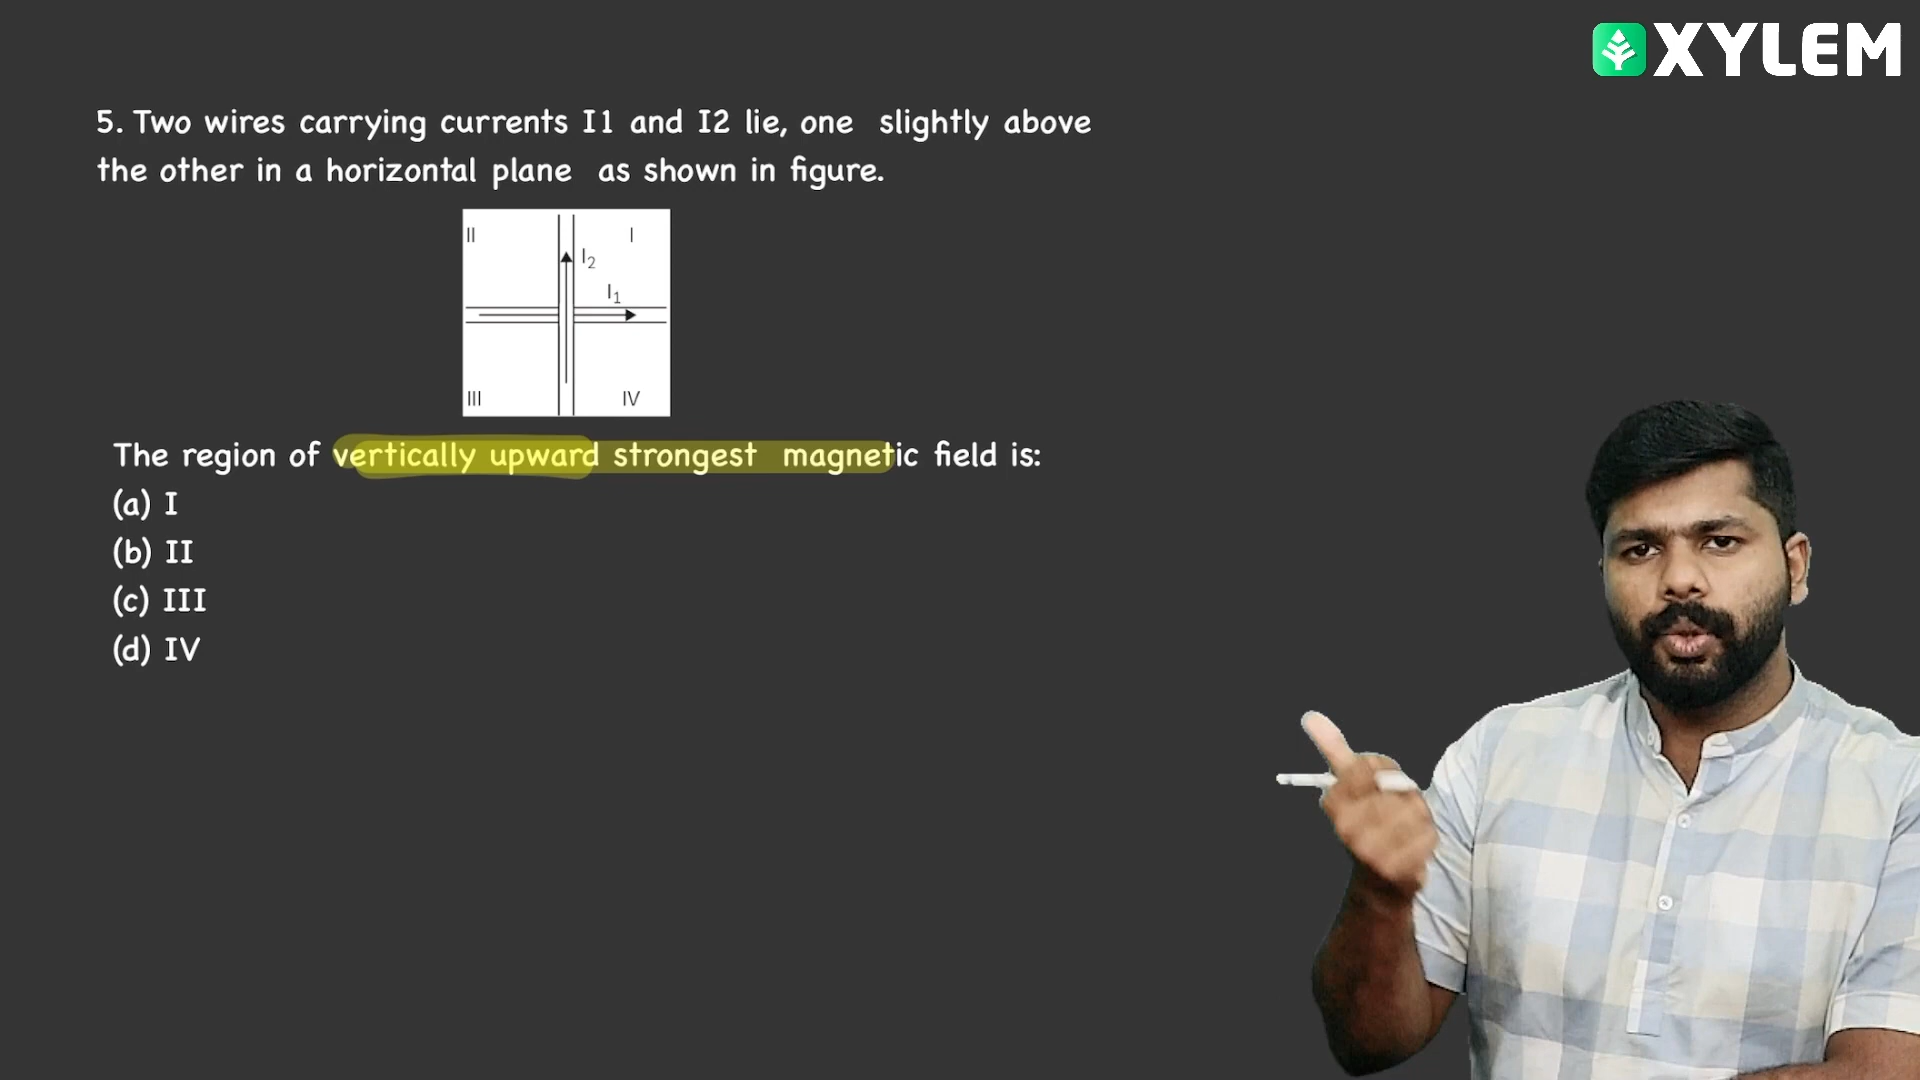 XYLEM
5. Two wires carrying currents I1 and I2 lie, one slightly above
the other in a horizontal plane as shown in figure.
II I
I2
I1
III IV
The region of vertically upward strongest magnetic field is:
(a) I
(b) II
(c) III
(d) IV